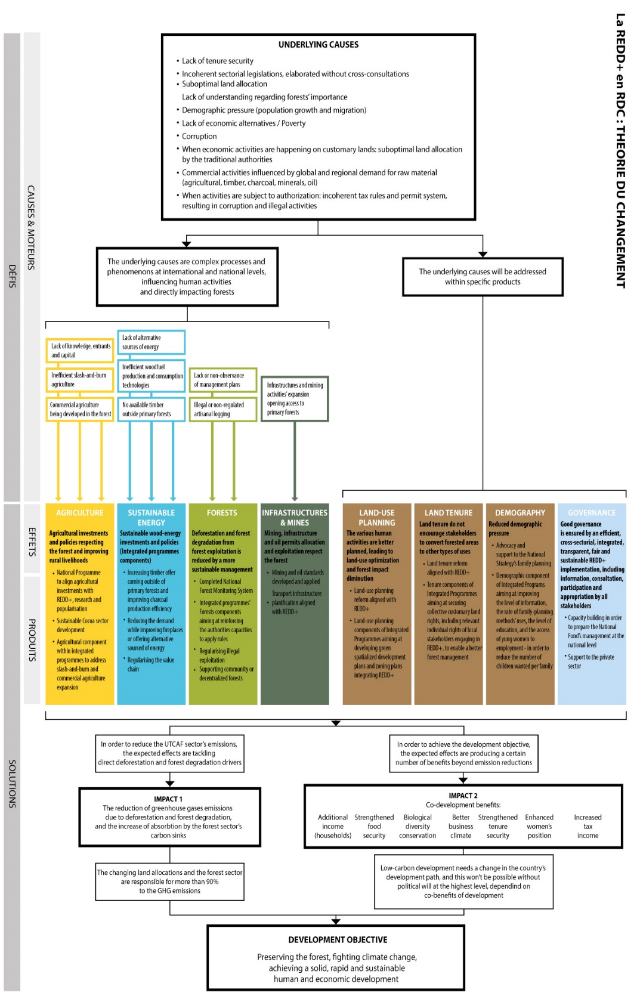 La REDD+ en RDC : THEORIE DU CHANGEMENT
DÉFIS
CAUSES & MOTEURS
UNDERLYING CAUSES
• Lack of tenure security
• Incoherent sectorial legislations, elaborated without cross-consultations
• Suboptimal land allocation
Lack of understanding regarding forests' importance
• Demographic pressure (population growth and migration)
• Lack of economic alternatives / Poverty
• Corruption
• When economic activities are happening on customary lands: suboptimal land allocation
by the traditional authorities
• Commercial activities influenced by global and regional demand for raw material
(agricultural, timber, charcoal, minerals, oil)
• When activities are subject to authorization: incoherent tax rules and permit system,
resulting in corruption and illegal activities
The underlying causes are complex processes and
phenomenons at international and national levels,
influencing human activities
and directly impacting forests
The underlying causes will be addressed
within specific products
Lack of knowledge, entrants
and capital
Inefficient slash-and-burn
agriculture
Commercial agriculture
being developed in the forest
Lack of alternative
sources of energy
Inefficient woodfuel
production and consumption
technologies
No available timber
outside primary forests
Lack or non-observance
of management plans
Illegal or non-regulated
artisanal logging
Infrastructures and mining
activities' expansion
opening access to
primary forests
SOLUTIONS
EFFETS
PRODUITS
AGRICULTURE
Agricultural investments
and policies respecting
the forest and improving
rural livelihoods
• National Programme
to align agricultural
investments with
REDD+, research and
popularisation
• Sustainable Cocoa sector
development
• Agricultural component
within integrated
programmes to address
slash-and-burn and
commercial agriculture
expansion
SUSTAINABLE
ENERGY
Sustainable wood-energy
investments and policies
(Integrated programmes
components)
• Increasing timber offer
coming outside of
primary forests and
improving charcoal
production efficiency
• Reducing the demand
while improving fireplaces
or offering alternative
sourced of energy
• Regularising the value
chain
FORESTS
Deforestation and forest
degradation from
forest exploitation is
reduced by a more
sustainable management
• Completed National
Forest Monitoring System
• Integrated programmes'
Forests components
aiming at reinforcing
the authorities capacities
to apply rules
• Regularising illegal
exploitation
• Supporting community or
decentralized forests
INFRASTRUCTURES
& MINES
Mining, infrastructure
and oil permits allocation
and exploitation respect
the forest
• Mining and oil standards
developed and applied
Transport infrastructure
• planification aligned
with REDD+
LAND-USE
PLANNING
The various human
activities are better
planned, leading to
land-use optimization
and forest impact
diminution
• Land-use planning
reform aligned with
REDD+
• Land-use planning
components of Integrated
Programmes aiming at
developing green
spatialized development
plans and zoning plans
integrating REDD+
LAND TENURE
Land tenure do not
encourage stakeholders
to convert forested areas
to other types of uses
• Land tenure reform
aligned with REDD+
• Tenure components of
Integrated Programmes
aiming at securing
collective customary land
rights, including relevant
individual rights of local
stakeholders engaging in
REDD+, to enable a better
forest management
DEMOGRAPHY
Reduced demographic
pressure
• Advocacy and
support to the National
Strategy's family planning
• Demographic component
of Integrated Programs
aiming at improving
the level of information,
the rate of family-planning
methods' uses, the level of
education, and the access
of young women to
employment - in order to
reduce the number of
children wanted per family
GOVERNANCE
Good governance
is ensured by an efficient,
cross-sectorial, integrated,
transparent, fair and
sustainable REDD+
implementation, including
information, consultation,
participation and
appropriation by all
stakeholders
• Capacity building in order
to prepare the National
Fund's management at the
national level
• Support to the private
sector
In order to reduce the UTCAF sector's emissions,
the expected effects are tackling
direct deforestation and forest degradation drivers
In order to achieve the development objective,
the expected effects are producing a certain
number of benefits beyond emission reductions
IMPACT 1
The reduction of greenhouse gases emissions
due to deforestation and forest degradation,
and the increase of absorbtion by the forest sector's
carbon sinks
IMPACT 2
Co-development benefits:
Additional
income
(households)
Strengthened
food
security
Biological
diversity
conservation
Better
business
climate
Strengthened
tenure
security
Enhanced
women's
position
Increased
tax
income
The changing land allocations and the forest sector
are responsible for more than 90%
to the GHG emissions
Low-carbon development needs a change in the country's
development path, and this won't be possible without
political will at the highest level, dependind on
co-benefits of development
DEVELOPMENT OBJECTIVE
Preserving the forest, fighting climate change,
achieving a solid, rapid and sustainable
human and economic development